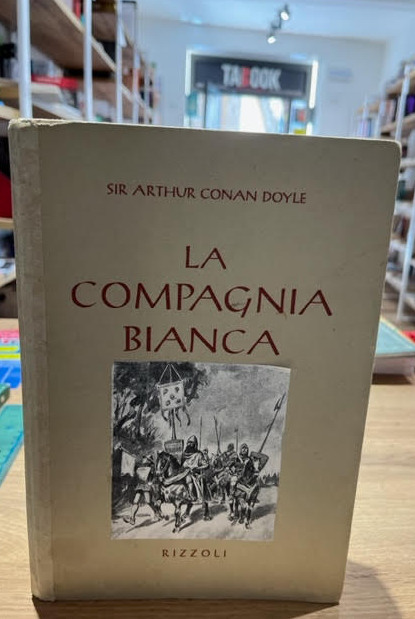 TABOOK
SIR ARTHUR CONAN DOYLE
LA
COMPAGNIA
BIANCA
RIZZOLI